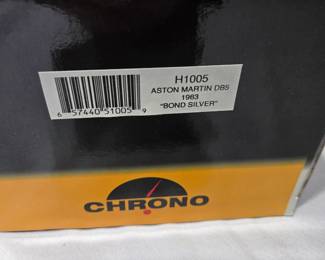 H1005
ASTON MARTIN DB5
1963
"BOND SILVER"
6 57440 51005 9
CHRONO